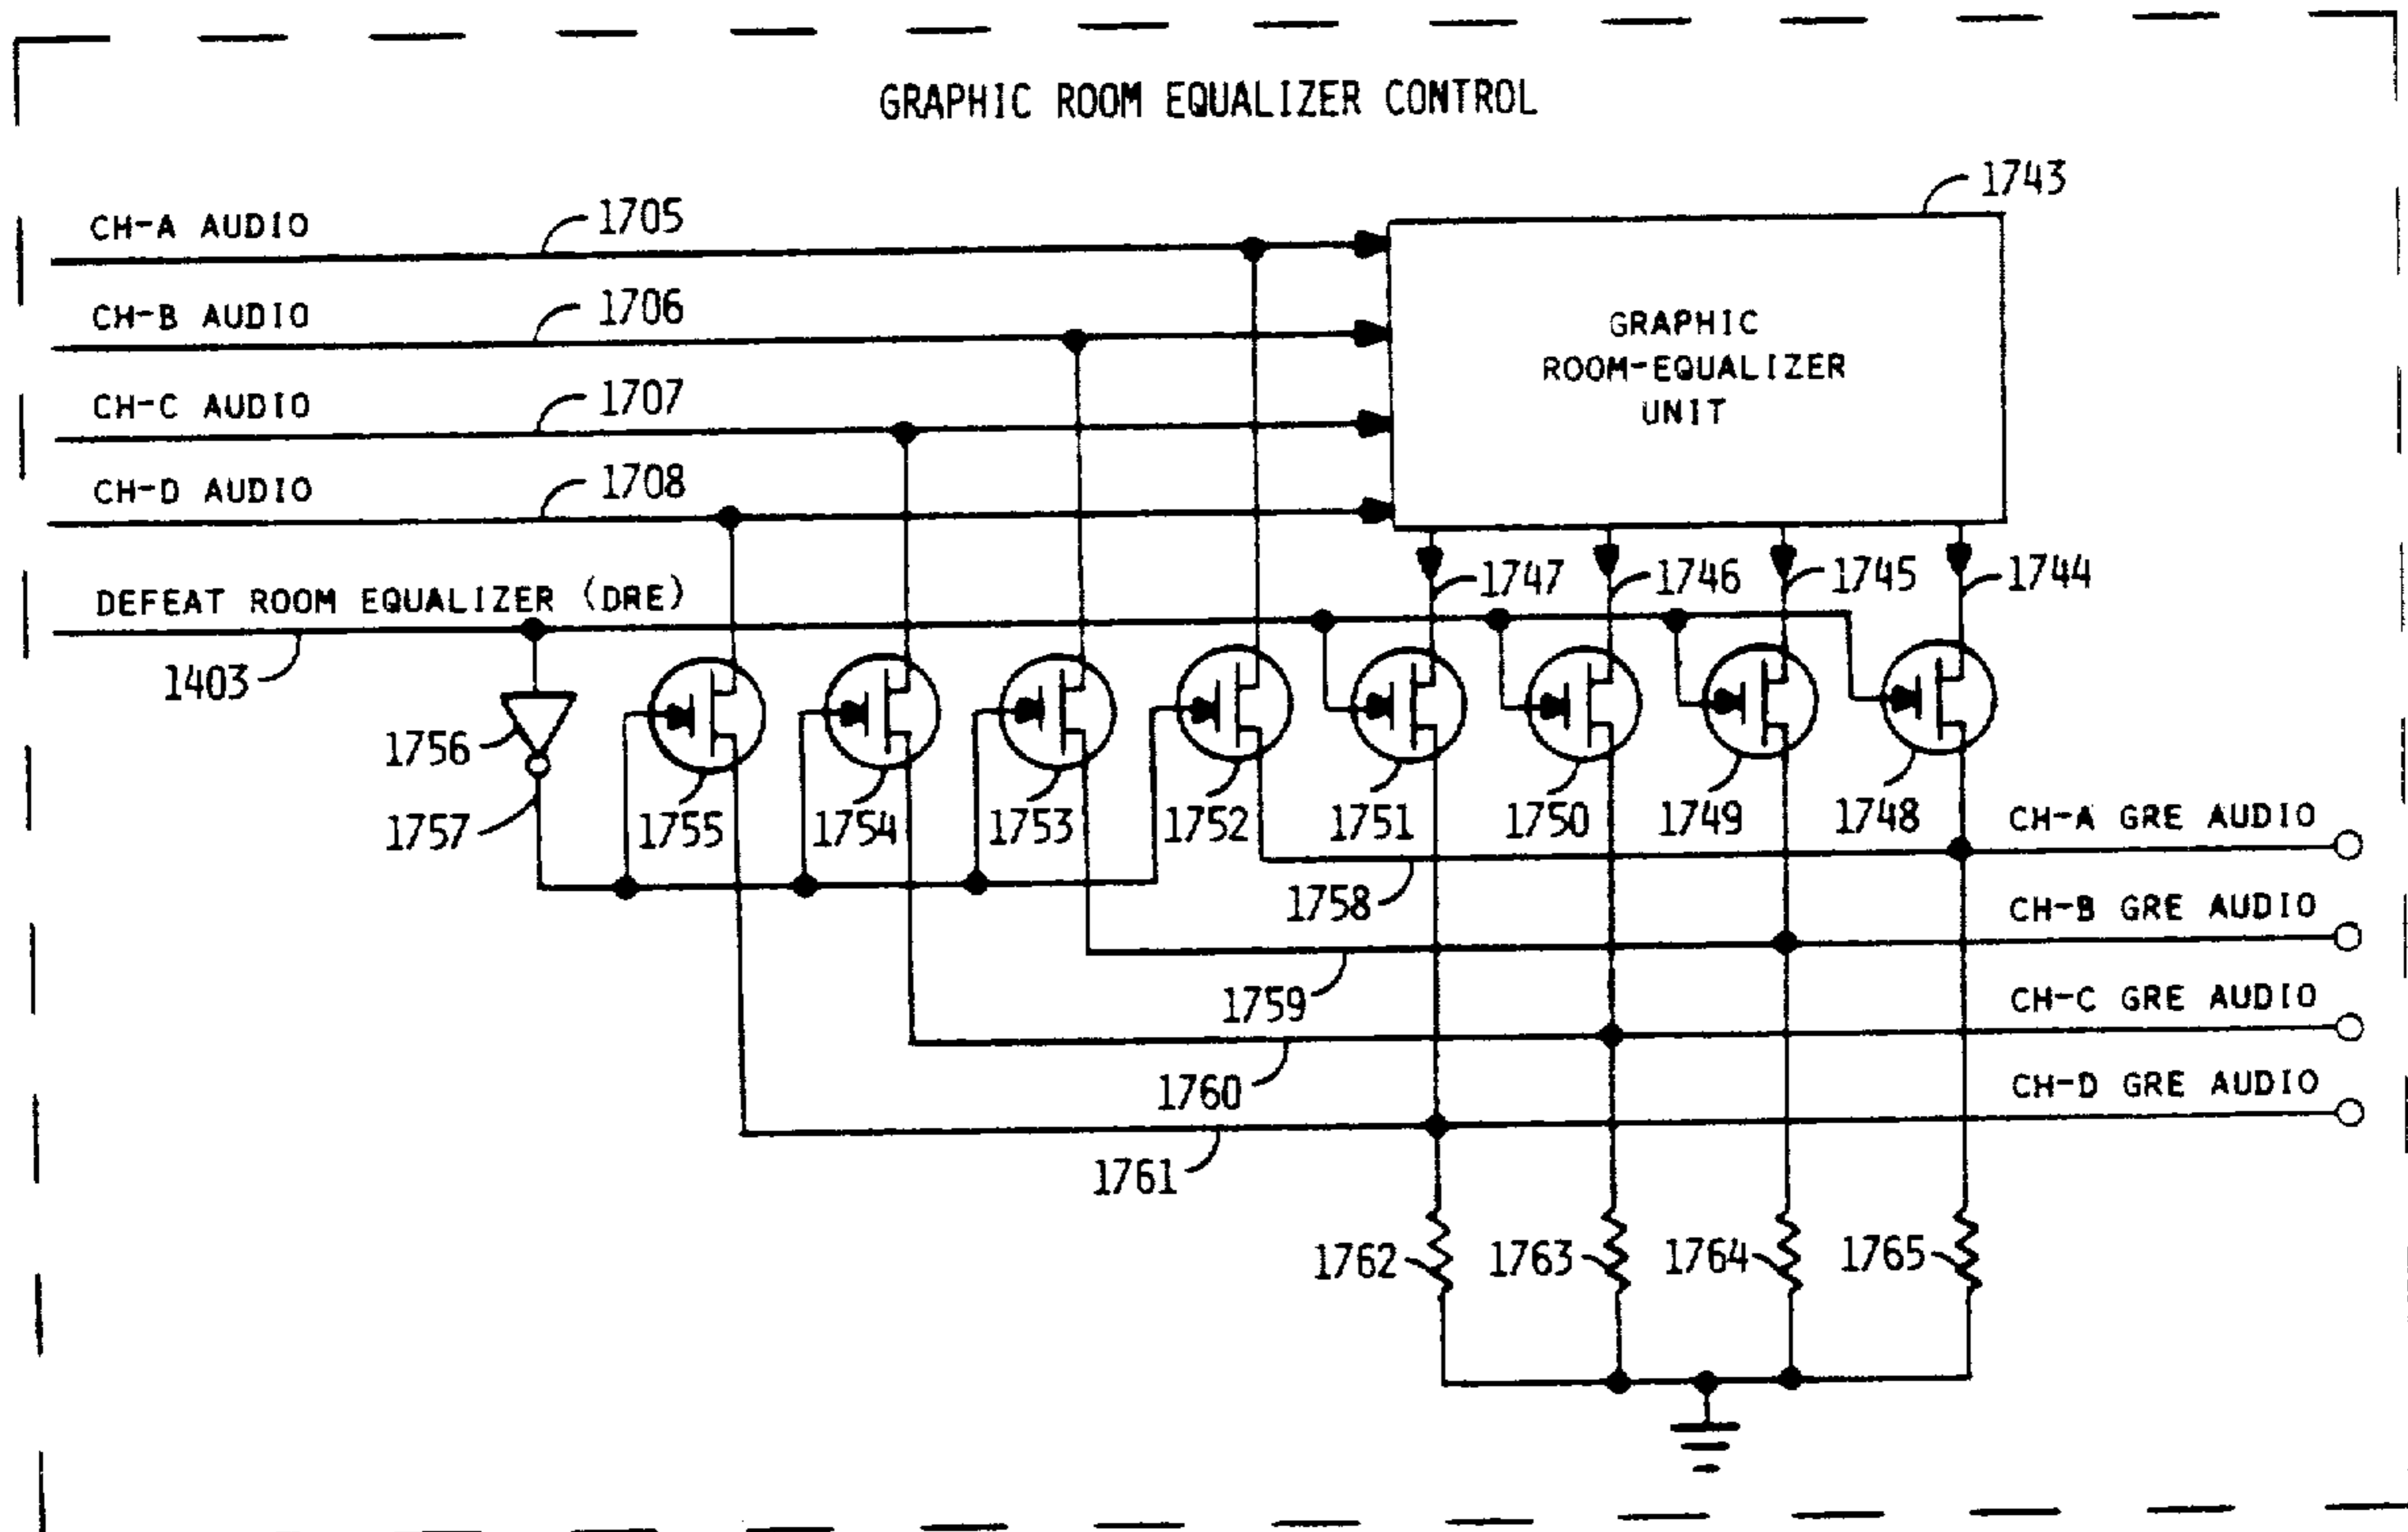 GRAPHIC ROOM EQUALIZER CONTROL
1743
CH-A AUDIO
1705
CH-B AUDIO
1706
GRAPHIC
ROOM-EQUALIZER
UNIT
CH-C AUDIO
1707
CH-D AUDIO
1708
1747
1746
1745
1744
DEFEAT ROOM EQUALIZER (DRE)
1403
1756
1757
1755
1754
1753
1752
1751
1750
1749
1748
CH-A GRE AUDIO
1758
CH-B GRE AUDIO
1759
CH-C GRE AUDIO
1760
CH-D GRE AUDIO
1761
1762
1763
1764
1765